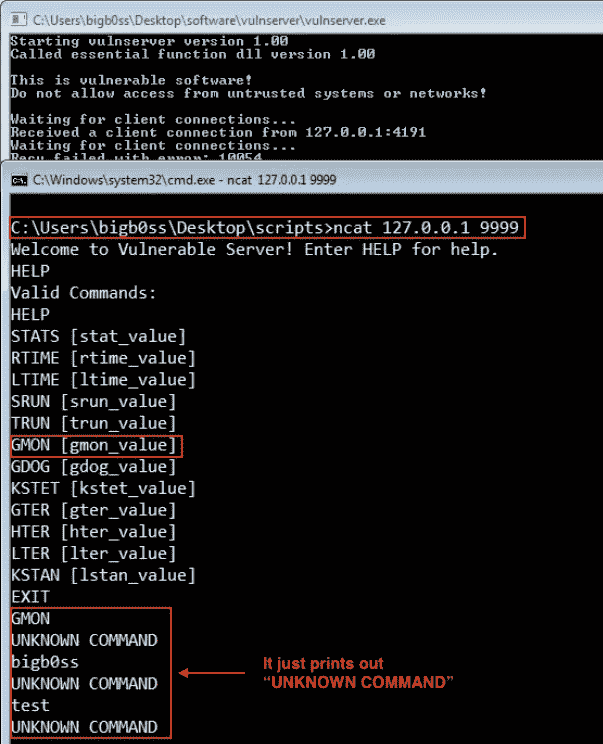 C:\Users\bigb0ss\Desktop\software\vulnserver\vulnserver.exe
Starting vulnserver version 1.00
Called essential function dll version 1.00
This is vulnerable software!
Do not allow access from untrusted systems or networks!
Waiting for client connections...
Received a client connection from 127.0.0.1:4191
Waiting for client connections...
Recv failed with error: 10054
C:\Windows\system32\cmd.exe - ncat 127.0.0.1 9999
C:\Users\bigb0ss\Desktop\scripts>ncat 127.0.0.1 9999
Welcome to Vulnerable Server! Enter HELP for help.
HELP
Valid Commands:
HELP
STATS [stat_value]
RTIME [rtime_value]
LTIME [ltime_value]
SRUN [srun_value]
TRUN [trun_value]
GMON [gmon_value]
GDOG [gdog_value]
KSTET [kstet_value]
GTER [gter_value]
HTER [hter_value]
LTER [lter_value]
KSTAN [lstan_value]
EXIT
GMON
UNKNOWN COMMAND
bigb0ss
UNKNOWN COMMAND
test
UNKNOWN COMMAND
It just prints out
“UNKNOWN COMMAND”